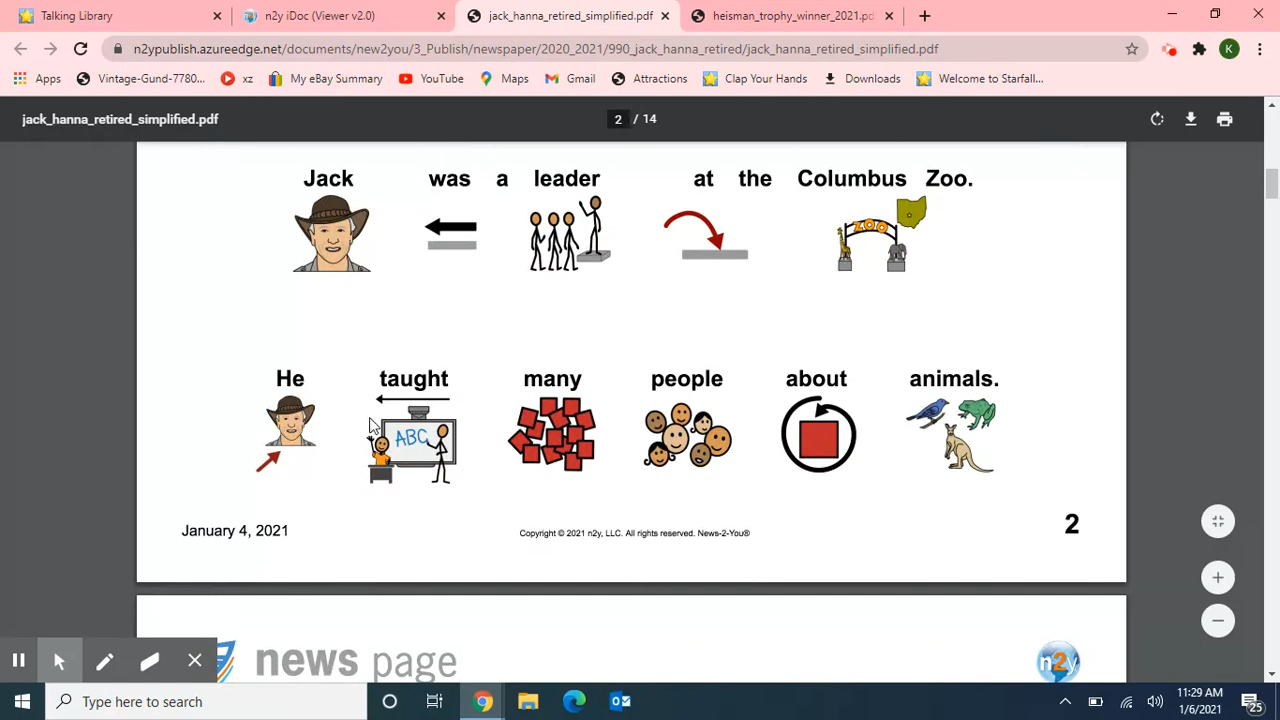 Talking Library
n2y iDoc (Viewer v2.0)
jack_hanna_retired_simplified.pdf
heisman_trophy_winner_2021.pdf
n2ypublish.azureedge.net/documents/new2you/3_Publish/newspaper/2020_2021/990_jack_hanna_retired/jack_hanna_retired_simplified.pdf
K
Apps
Vintage-Gund-7780...
xz
My eBay Summary
YouTube
Maps
Gmail
Attractions
Clap Your Hands
Downloads
Welcome to Starfall...
jack_hanna_retired_simplified.pdf
2 / 14
Jack was a leader at the Columbus Zoo.
ZOO
He taught many people about animals.
ABC
January 4, 2021
Copyright © 2021 n2y, LLC. All rights reserved. News-2-You®
2
news page
n2y
Type here to search
11:29 AM
1/6/2021
25